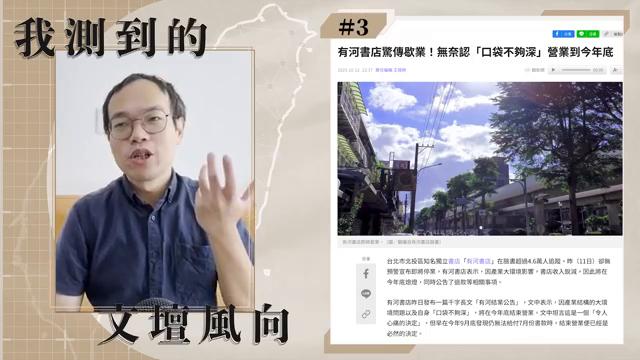 我測到的
文壇風向
#3
有河書店驚傳歇業！無奈認「口袋不夠深」營業到今年底
分享
台北市北投區知名獨立書店「有河書店」在臉書超過4.6萬人追蹤。昨（11日）卻無
預警宣布即將停業。有河書店表示，因產業大環境影響，書店收入銳減，因此將在
今年底熄燈，同時公告了退款等相關事項。
有河書店昨日發布一篇千字長文「有河結業公告」，文中表示，因產業結構的大環
境問題以及自身「口袋不夠深」，將在今年底結束營業。文中坦言這是一個「令人
心痛的決定」，但早在今年9月底發現仍無法給付7月份書款時，結束營業便已經是
必然的決定。